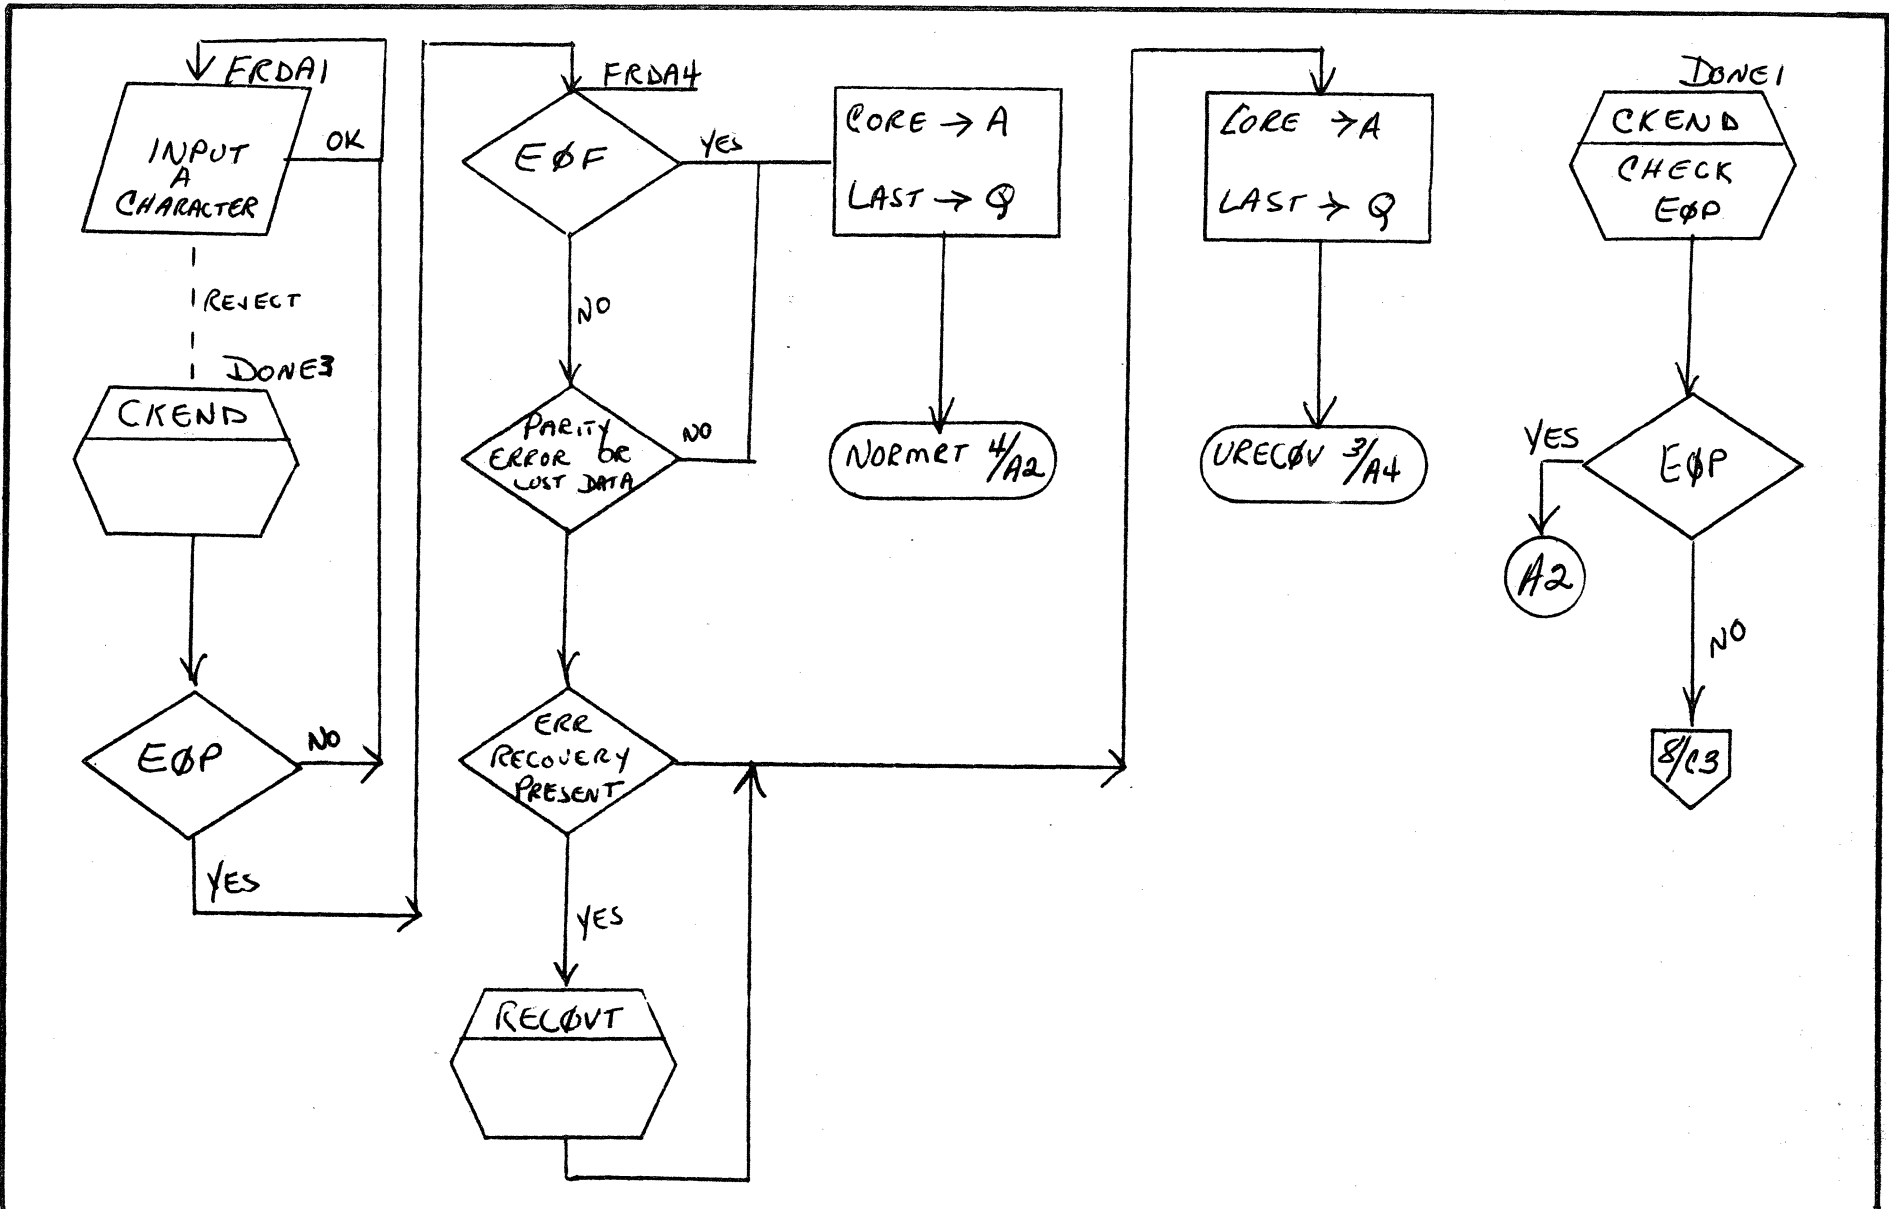 FRDA1
INPUT
A
CHARACTER
OK
REJECT
DONE3
CKEND
EØP
NO
YES
FRDA4
EØF
YES
NO
PARITY
ERROR OR
LOST DATA
NO
ERR
RECOVERY
PRESENT
YES
RECØVT
CORE → A
LAST → Q
NORMRT 4/A2
CORE → A
LAST → Q
URECØV 3/A4
DONE1
CKEND
CHECK
EØP
YES
EØP
A2
NO
8/C3